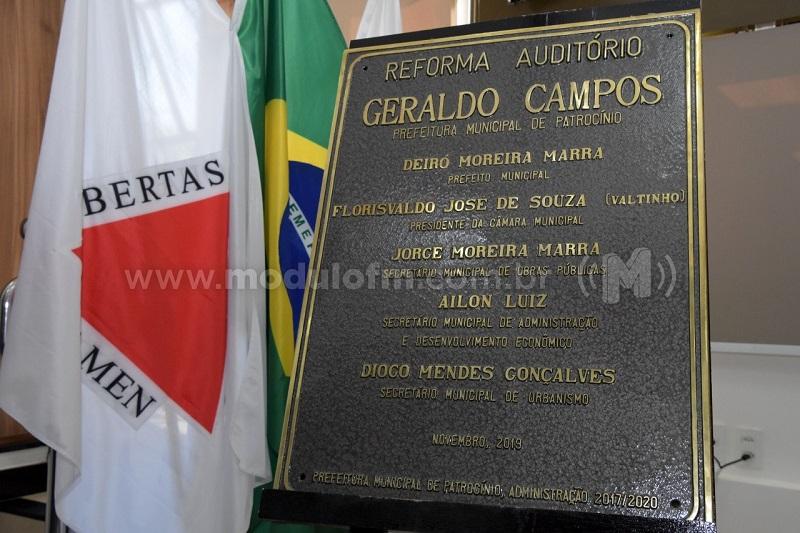 REFORMA AUDITÓRIO
GERALDO CAMPOS
PREFEITURA MUNICIPAL DE PATROCÍNIO
DEIRÓ MOREIRA MARRA
PREFEITO MUNICIPAL
FLORISVALDO JOSÉ DE SOUZA (VALTINHO)
PRESIDENTE DA CÂMARA MUNICIPAL
JORGE MOREIRA MARRA
SECRETÁRIO MUNICIPAL DE OBRAS PÚBLICAS
AILON LUIZ
SECRETÁRIO MUNICIPAL DE ADMINISTRAÇÃO
E DESENVOLVIMENTO ECONÔMICO
DIOGO MENDES GONÇALVES
SECRETÁRIO MUNICIPAL DE URBANISMO
NOVEMBRO, 2019
PREFEITURA MUNICIPAL DE PATROCÍNIO, ADMINISTRAÇÃO, 2017/2020
BERTAS
AMEN
EME
www.modulofm.com.br
M